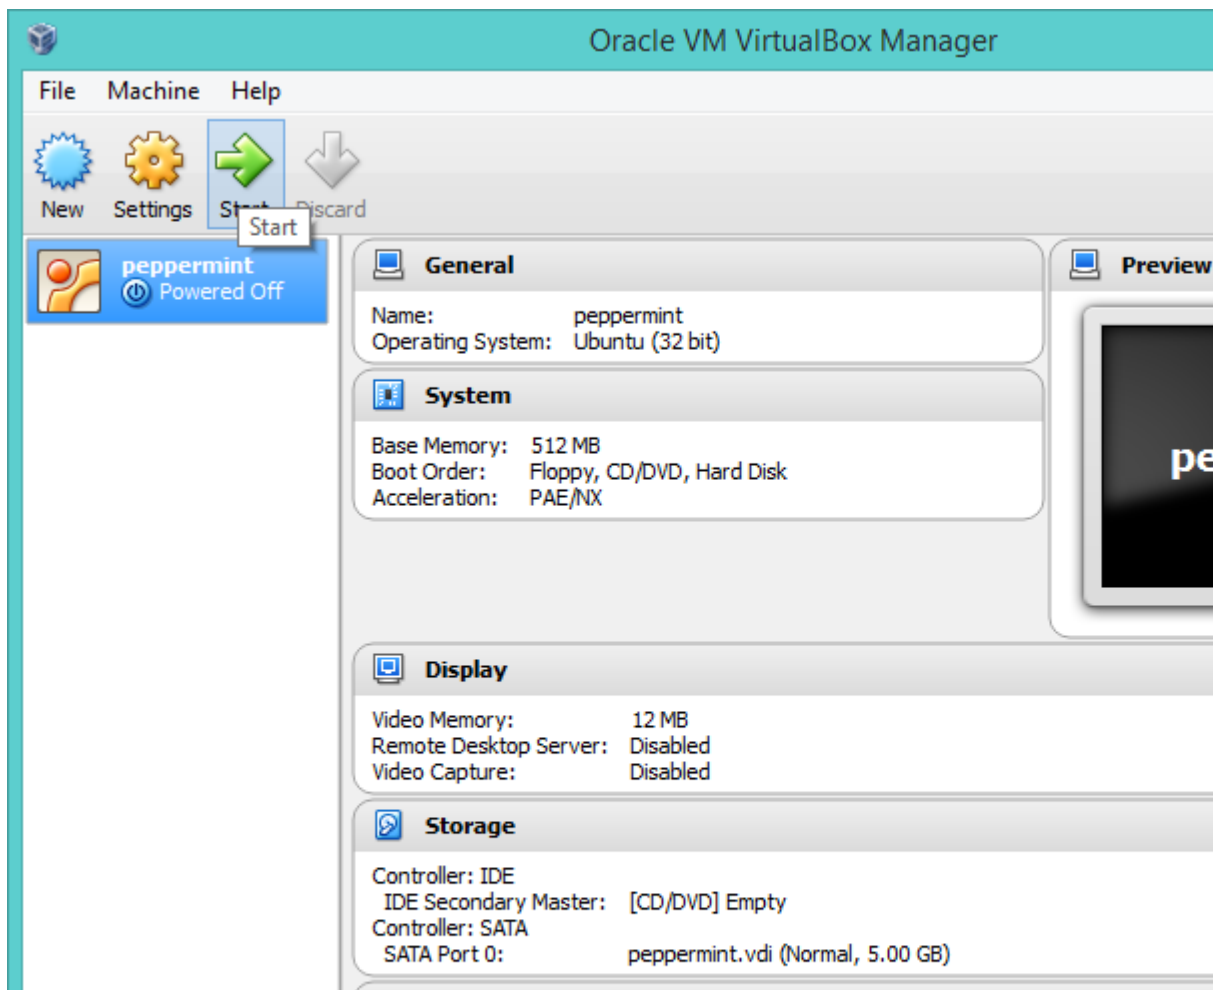 Oracle VM VirtualBox Manager
File Machine Help
New Settings Start Discard
Start
peppermint
Powered Off
General
Name: peppermint
Operating System: Ubuntu (32 bit)
System
Base Memory: 512 MB
Boot Order: Floppy, CD/DVD, Hard Disk
Acceleration: PAE/NX
Preview
pe
Display
Video Memory: 12 MB
Remote Desktop Server: Disabled
Video Capture: Disabled
Storage
Controller: IDE
IDE Secondary Master: [CD/DVD] Empty
Controller: SATA
SATA Port 0: peppermint.vdi (Normal, 5.00 GB)